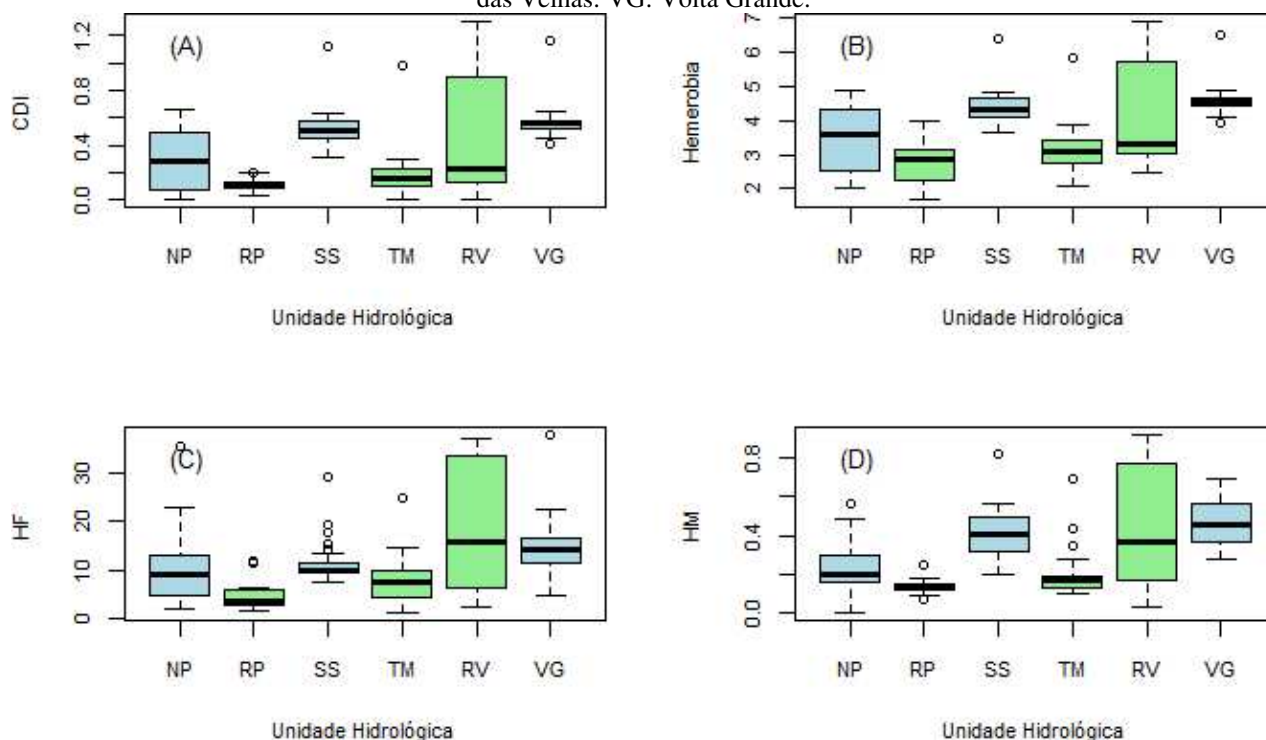 das Velhas. VG: Volta Grande.
(A)
CDI
0.0 0.4 0.8 1.2
NP RP SS TM RV VG
Unidade Hidrológica
(B)
Hemerobia
2 3 4 5 6 7
NP RP SS TM RV VG
Unidade Hidrológica
(C)
HF
0 10 20 30
NP RP SS TM RV VG
Unidade Hidrológica
(D)
HM
0.0 0.4 0.8
NP RP SS TM RV VG
Unidade Hidrológica